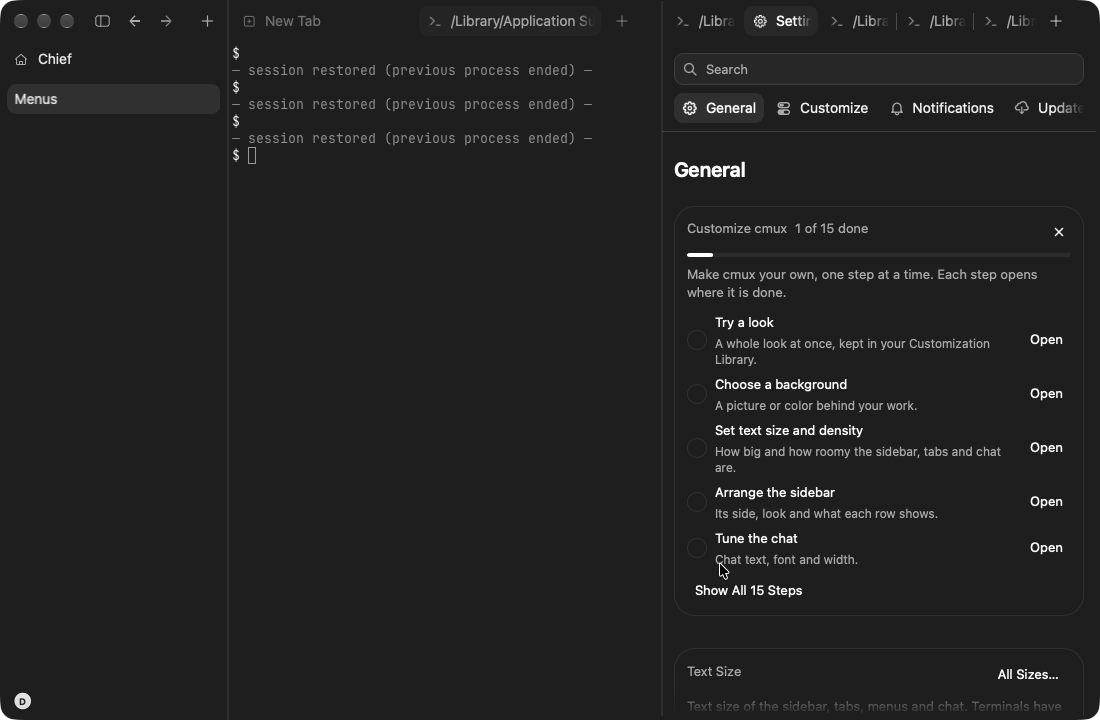 New Tab
/Library/Application Su
/Libra
Settin
/Libra
/Libra
/Libr
Chief
Menus
$
— session restored (previous process ended) —
$
— session restored (previous process ended) —
$
— session restored (previous process ended) —
$
Search
General
Customize
Notifications
Update
General
Customize cmux 1 of 15 done
Make cmux your own, one step at a time. Each step opens
where it is done.
Try a look
A whole look at once, kept in your Customization
Library.
Open
Choose a background
A picture or color behind your work.
Open
Set text size and density
How big and how roomy the sidebar, tabs and chat
are.
Open
Arrange the sidebar
Its side, look and what each row shows.
Open
Tune the chat
Chat text, font and width.
Open
Show All 15 Steps
Text Size
All Sizes...
Text size of the sidebar, tabs, menus and chat. Terminals have
D